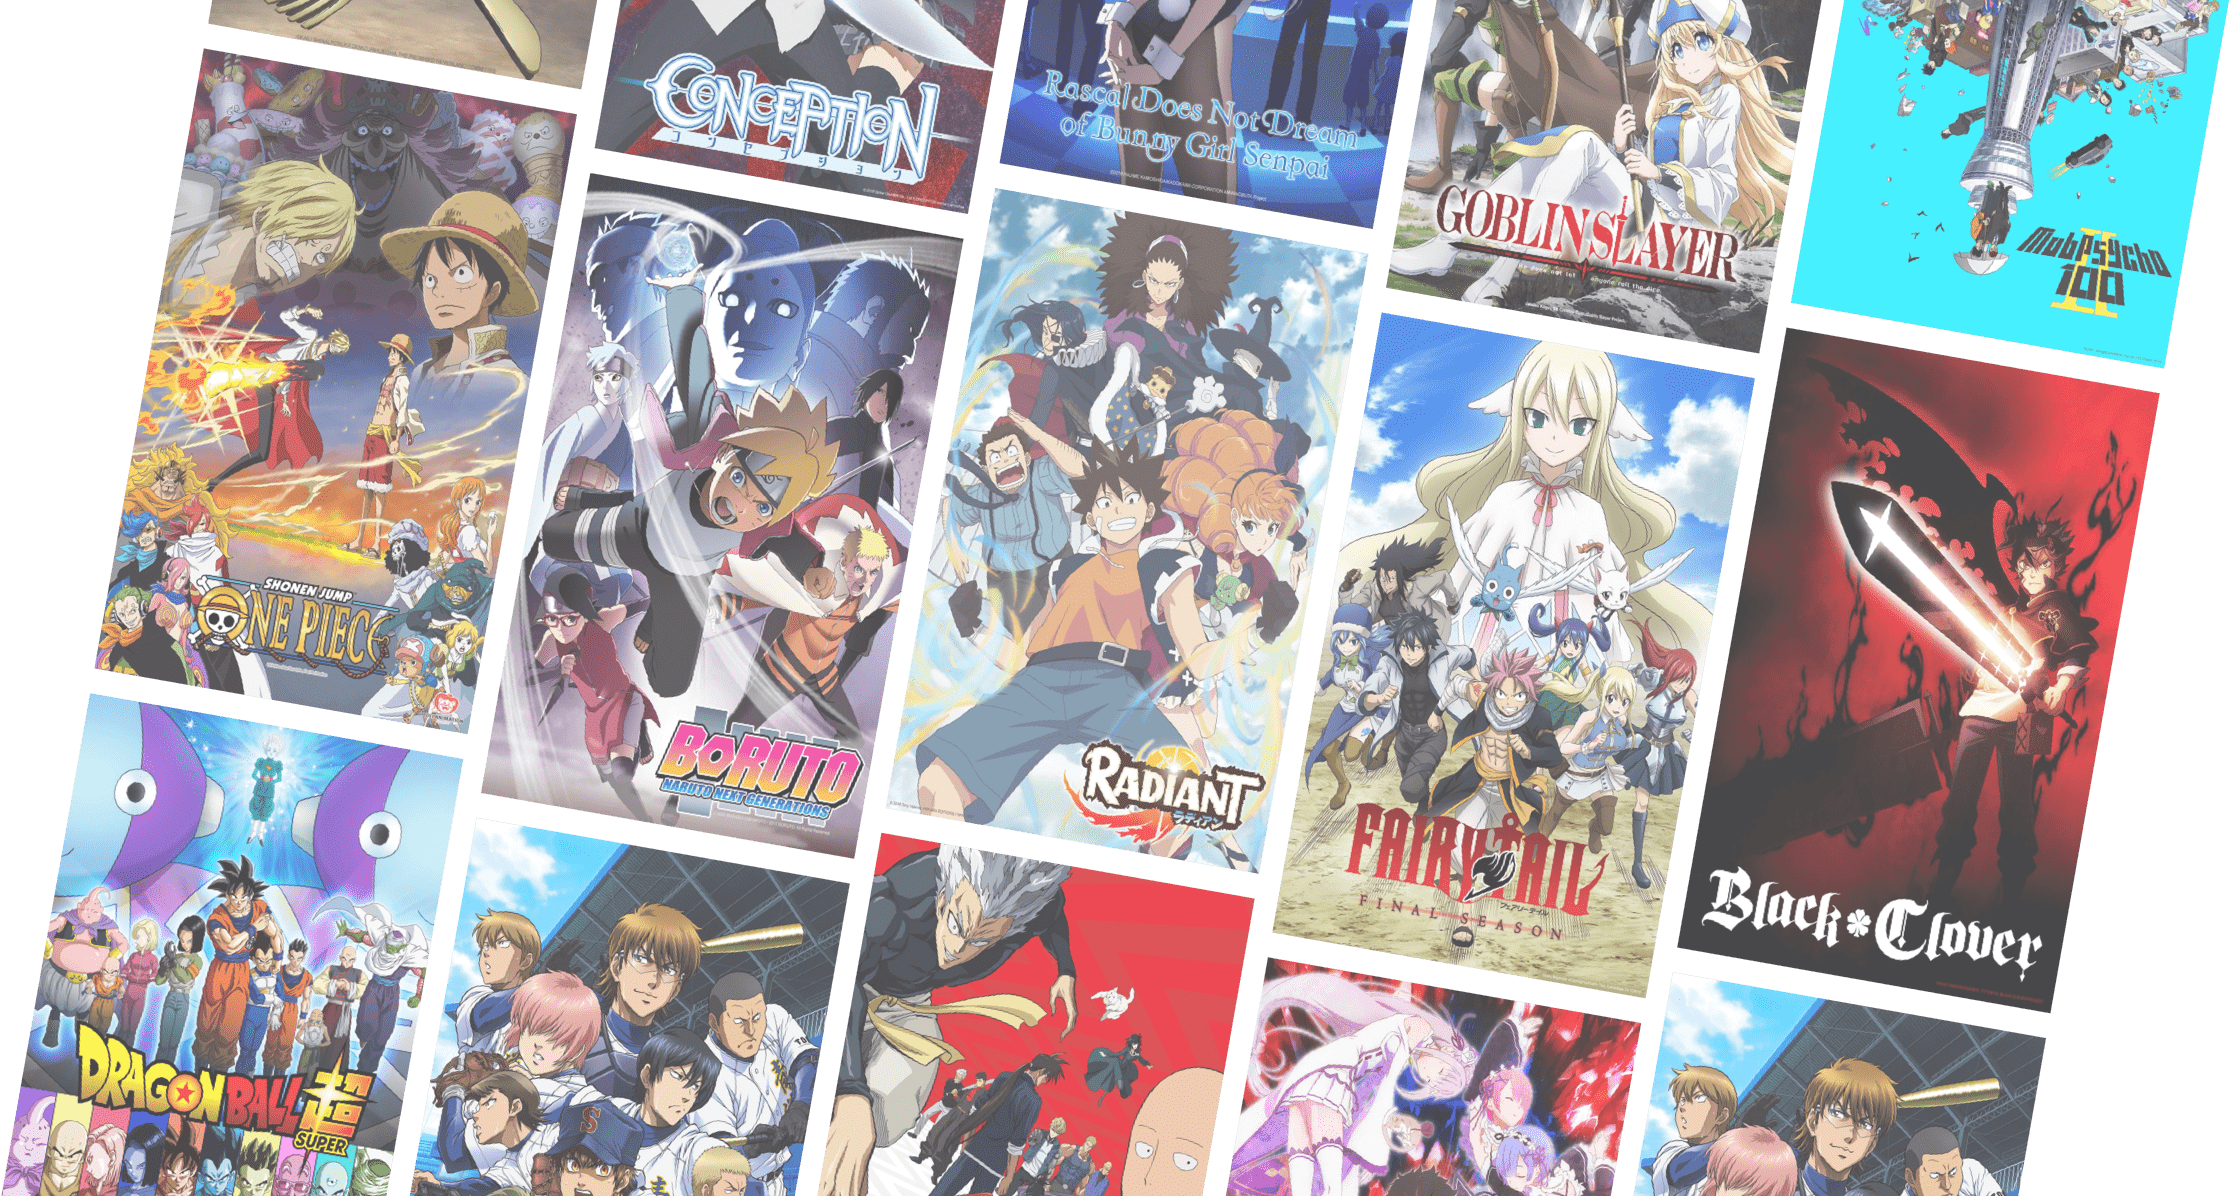 CONCEPTION
コンセプション
Rascal Does Not Dream
of Bunny Girl Senpai
GOBLIN SLAYER
Mob Psycho
100
II
SHONEN JUMP
ONE PIECE
BORUTO
NARUTO NEXT GENERATIONS
RADIANT
ラディアン
FAIRY TAIL
フェアリーテイル
FINAL SEASON
Black Clover
DRAGON BALL
超
SUPER
S